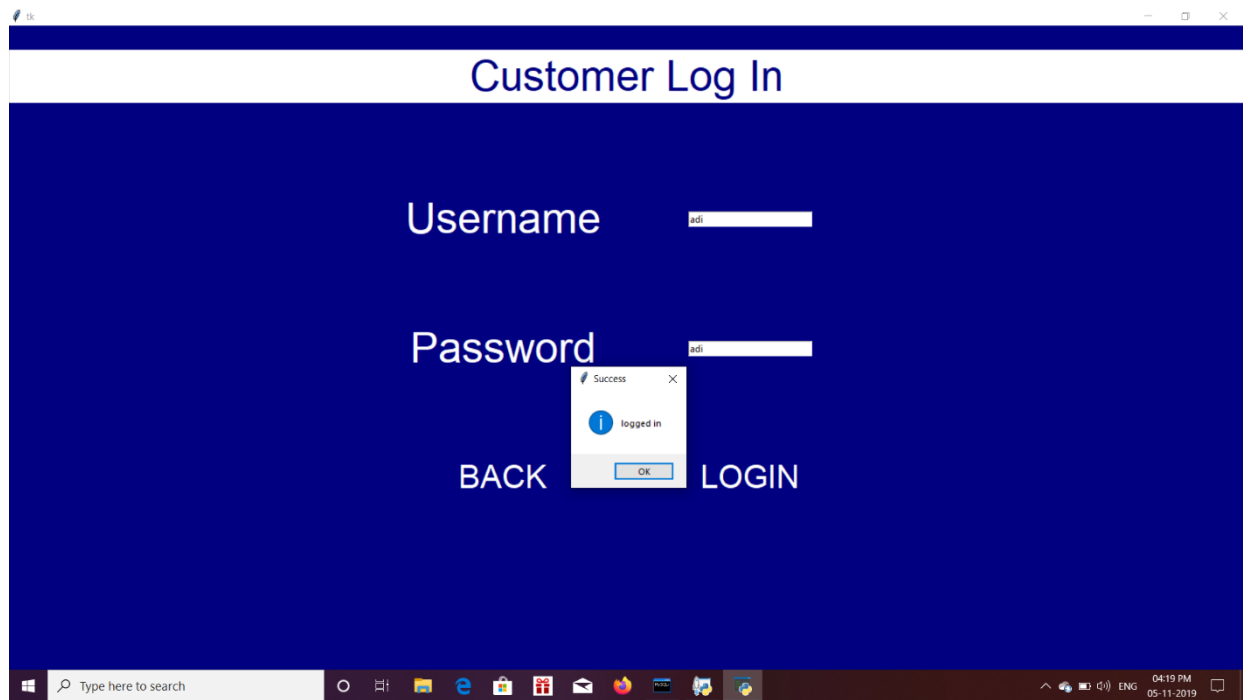 tk
Customer Log In
Username
adi
Password
adi
Success
logged in
OK
BACK
LOGIN
Type here to search
ENG
04:19 PM
05-11-2019